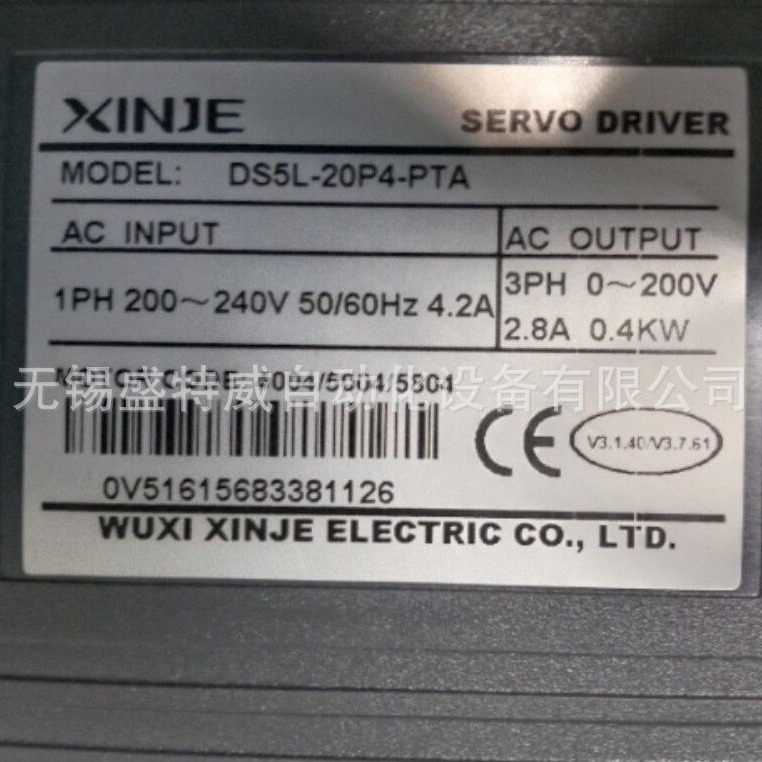 XINJE
SERVO DRIVER
MODEL: DS5L-20P4-PTA
AC INPUT
AC OUTPUT
1PH 200～240V 50/60Hz 4.2A
3PH 0～200V
2.8A 0.4KW
无锡盛特威自动化设备有限公司
CE
V3.1.40/V3.7.61
0V51615683381126
WUXI XINJE ELECTRIC CO., LTD.